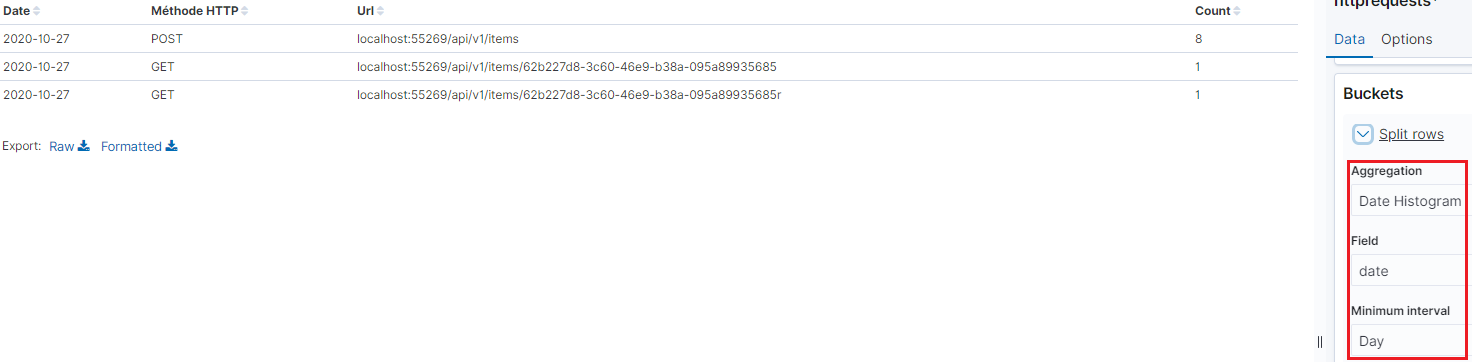 Date Méthode HTTP Url Count
2020-10-27 POST localhost:55269/api/v1/items 8
2020-10-27 GET localhost:55269/api/v1/items/62b227d8-3c60-46e9-b38a-095a89935685 1
2020-10-27 GET localhost:55269/api/v1/items/62b227d8-3c60-46e9-b38a-095a89935685r 1
Export: Raw Formatted
httprequests*
Data Options
Buckets
Split rows
Aggregation
Date Histogram
Field
date
Minimum interval
Day